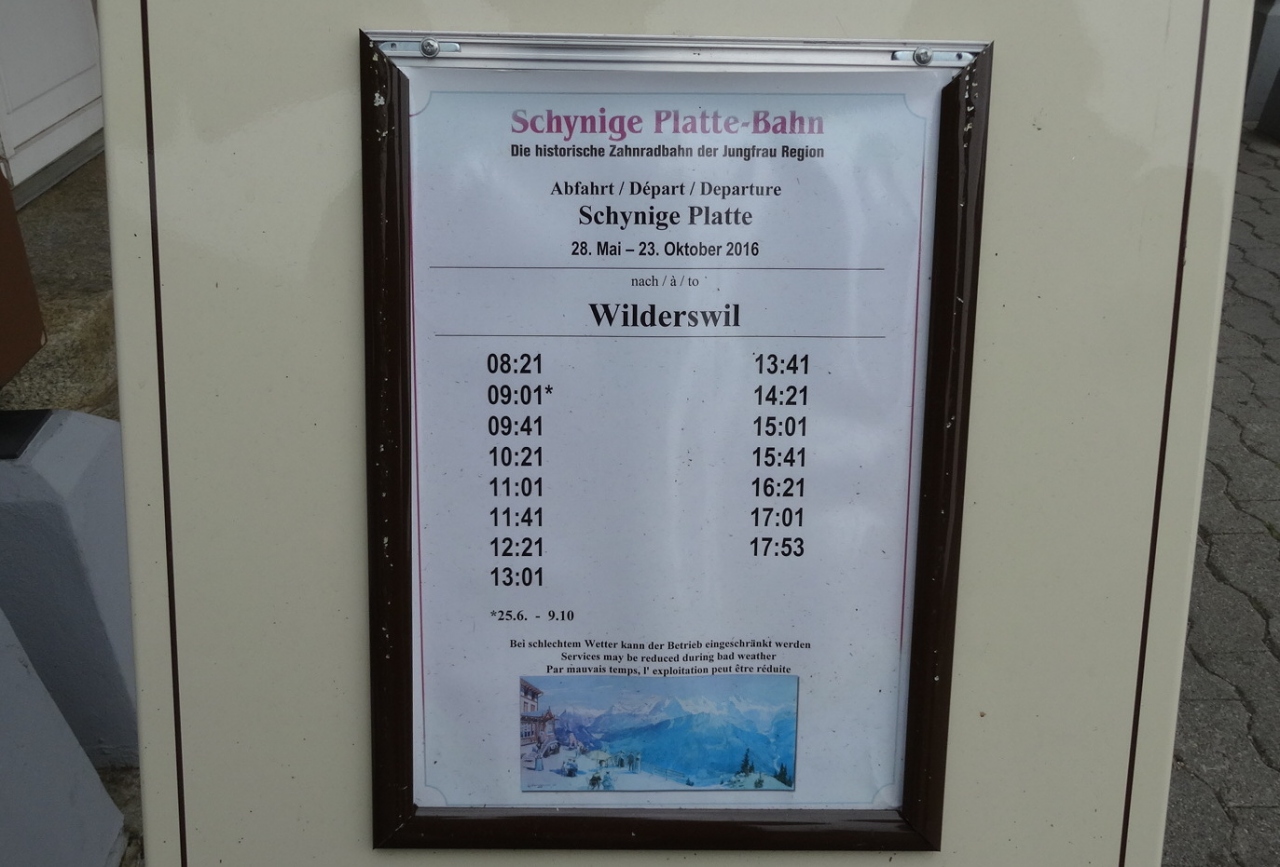 Schynige Platte-Bahn
Die historische Zahnradbahn der Jungfrau Region
Abfahrt / Départ / Departure
Schynige Platte
28. Mai – 23. Oktober 2016
nach / à / to
Wilderswil
08:21
09:01*
09:41
10:21
11:01
11:41
12:21
13:01
13:41
14:21
15:01
15:41
16:21
17:01
17:53
*25.6. - 9.10
Bei schlechtem Wetter kann der Betrieb eingeschränkt werden
Services may be reduced during bad weather
Par mauvais temps, l' exploitation peut être réduite